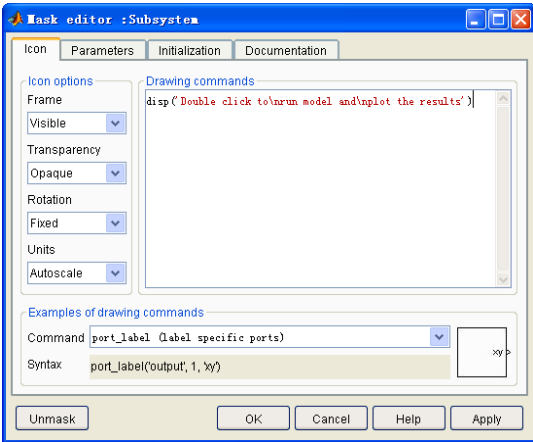 Mask editor :Subsystem
Icon Parameters Initialization Documentation
Icon options
Frame
Visible
Transparency
Opaque
Rotation
Fixed
Units
Autoscale
Drawing commands
disp('Double click to\nrun model and\nplot the results')
Examples of drawing commands
Command port_label (label specific ports)
Syntax port_label('output', 1, 'xy')
xy
Unmask OK Cancel Help Apply